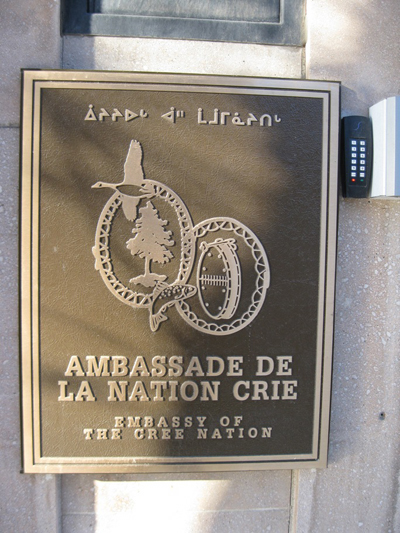 AMBASSADE DE
LA NATION CRIE
EMBASSY OF
THE CREE NATION